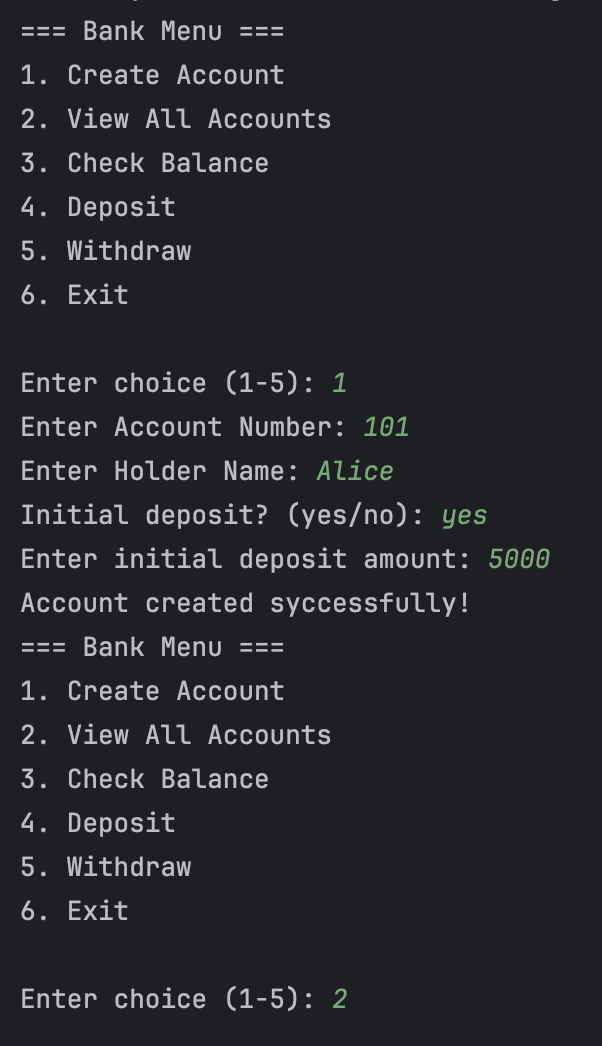 === Bank Menu ===
1. Create Account
2. View All Accounts
3. Check Balance
4. Deposit
5. Withdraw
6. Exit
Enter choice (1-5): 1
Enter Account Number: 101
Enter Holder Name: Alice
Initial deposit? (yes/no): yes
Enter initial deposit amount: 5000
Account created syccessfully!
=== Bank Menu ===
1. Create Account
2. View All Accounts
3. Check Balance
4. Deposit
5. Withdraw
6. Exit
Enter choice (1-5): 2